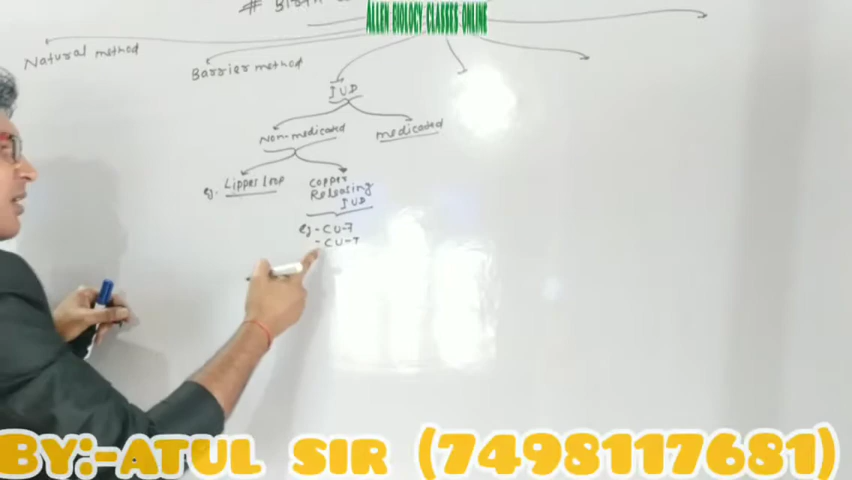 # Birth
ALLEN BIOLOGY CLASSES ONLINE
Natural method
Barrier method
IUD
Non-medicated
medicated
eg. Lippes loop
copper
Releasing
IUD
eg - CU-7
- CU-T
BY:-ATUL SIR (7498117681)